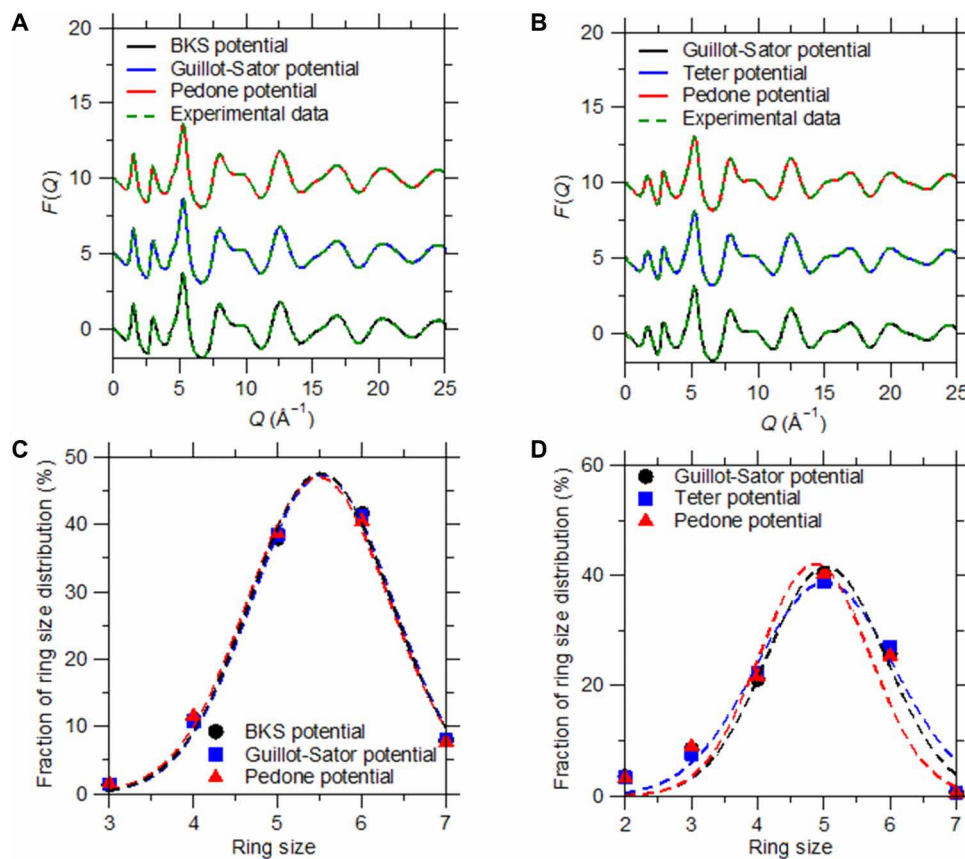 A
20
15
10
5
0
F(Q)
BKS potential
Guillot-Sator potential
Pedone potential
Experimental data
0 5 10 15 20 25
Q (Å⁻¹)
B
20
15
10
5
0
F(Q)
Guillot-Sator potential
Teter potential
Pedone potential
Experimental data
0 5 10 15 20 25
Q (Å⁻¹)
C
50
40
30
20
10
0
Fraction of ring size distribution (%)
BKS potential
Guillot-Sator potential
Pedone potential
3 4 5 6 7
Ring size
D
60
40
20
0
Fraction of ring size distribution (%)
Guillot-Sator potential
Teter potential
Pedone potential
2 3 4 5 6 7
Ring size